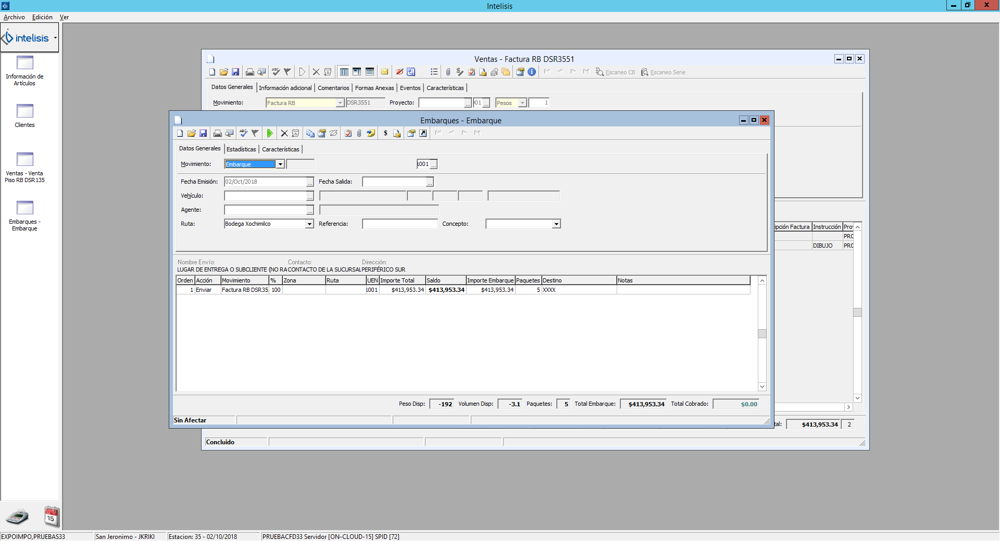 Intelisis
Archivo Edición Ver
intelisis
Información de
Artículos
Clientes
Ventas - Venta
Piso RB DSR135
Embarques -
Embarque
15
Ventas - Factura RB DSR3551
ABC
Escaneo CB Escaneo Serie
Datos Generales Información adicional Comentarios Formas Anexas Eventos Características
Movimiento: Factura RB DSR3551 Proyecto: ... 01 ... Pesos 1
Embarques - Embarque
ABC $
Datos Generales Estadísticas Características
Movimiento: Embarque 1001 ...
Fecha Emisión: 02/Oct/2018 ... Fecha Salida: ...
Vehículo: ...
Agente: ...
Ruta: Bodega Xochimilco Referencia: Concepto:
Nombre Envío: Contacto: Dirección:
LUGAR DE ENTREGA O SUBCLIENTE (NO RA CONTACTO DE LA SUCURSAL PERIFÉRICO SUR
Orden Acción Movimiento % Zona Ruta UEN Importe Total Saldo Importe Embarque Paquetes Destino Notas
1 Enviar Factura RB DSR35 100 1001 $413,953.34 $413,953.34 $413,953.34 5 XXXX
Peso Disp: -192 Volumen Disp: -3.1 Paquetes: 5 Total Embarque: $413,953.34 Total Cobrado: $0.00
Sin Afectar
ipción Factura Instrucción Pro
PRO
DIBUJO PRO
tal: $413,953.34 2
Concluido
EXPOIMPO,PRUEBAS33 San Jeronimo - JKRIKI Estacion: 35 - 02/10/2018 PRUEBACFD33 Servidor [ON-CLOUD-15] SPID [72]